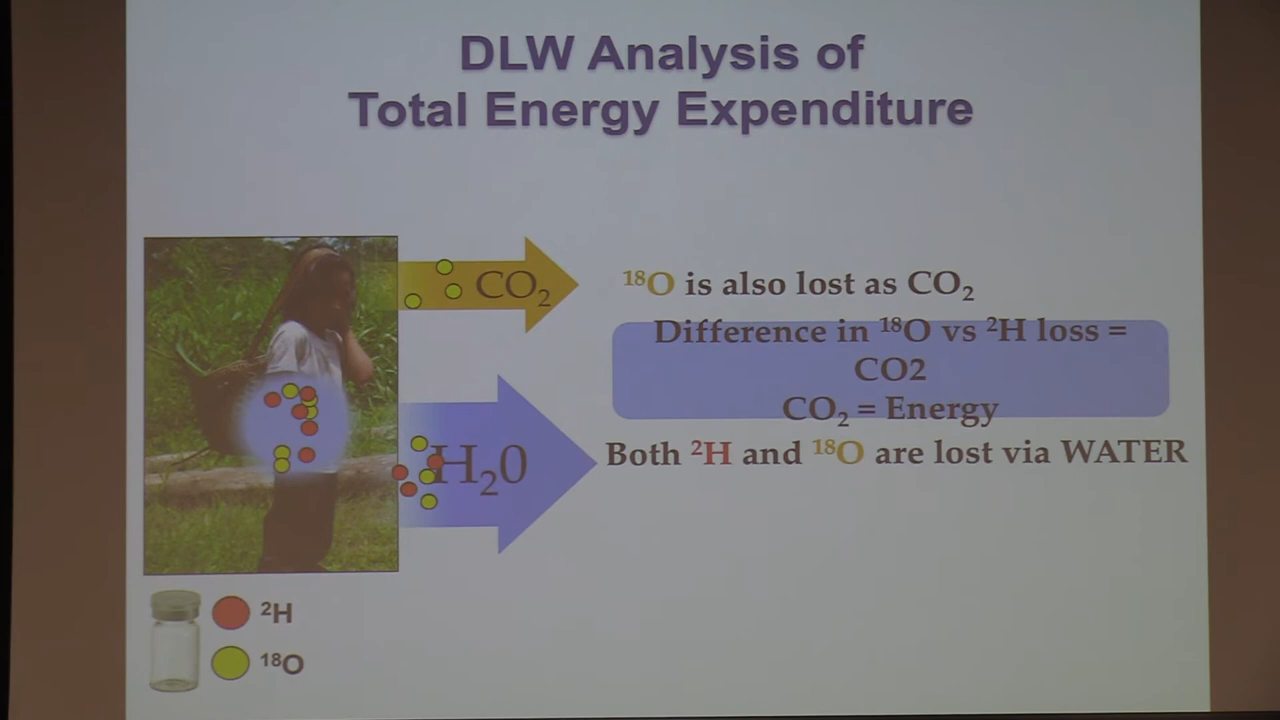 DLW Analysis of
Total Energy Expenditure
CO₂
¹⁸O is also lost as CO₂
Difference in ¹⁸O vs ²H loss =
CO2
CO₂ = Energy
H₂0
Both ²H and ¹⁸O are lost via WATER
²H
¹⁸O